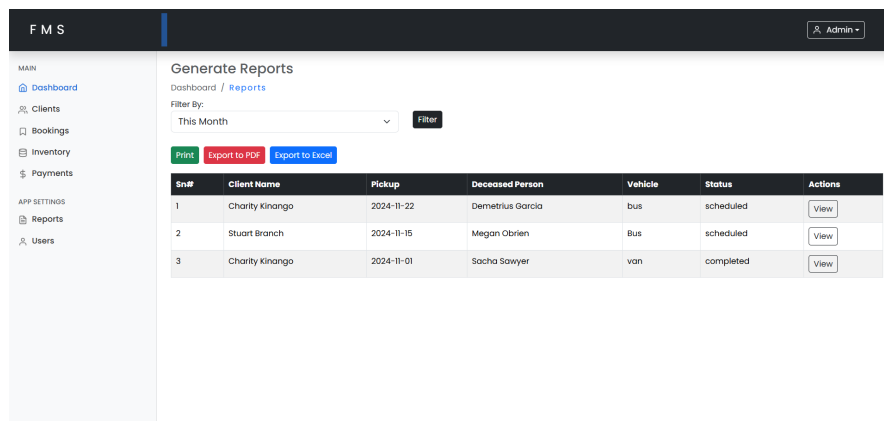 FMS
Admin
MAIN
Dashboard
Clients
Bookings
Inventory
Payments
APP SETTINGS
Reports
Users
Generate Reports
Dashboard / Reports
Filter By:
This Month
Filter
Print Export to PDF Export to Excel
Sn# Client Name Pickup Deceased Person Vehicle Status Actions
1 Charity Kinango 2024-11-22 Demetrius Garcia bus scheduled View
2 Stuart Branch 2024-11-15 Megan Obrien Bus scheduled View
3 Charity Kinango 2024-11-01 Sacha Sawyer van completed View